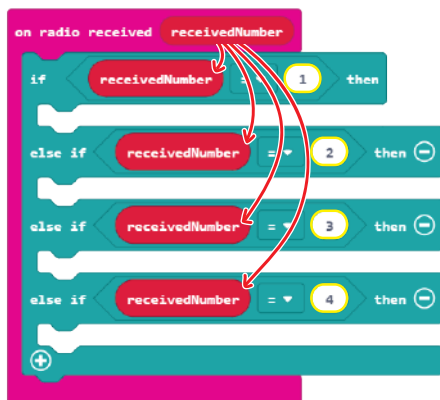 on radio received receivedNumber
if receivedNumber = 1 then
else if receivedNumber = 2 then
else if receivedNumber = 3 then
else if receivedNumber = 4 then